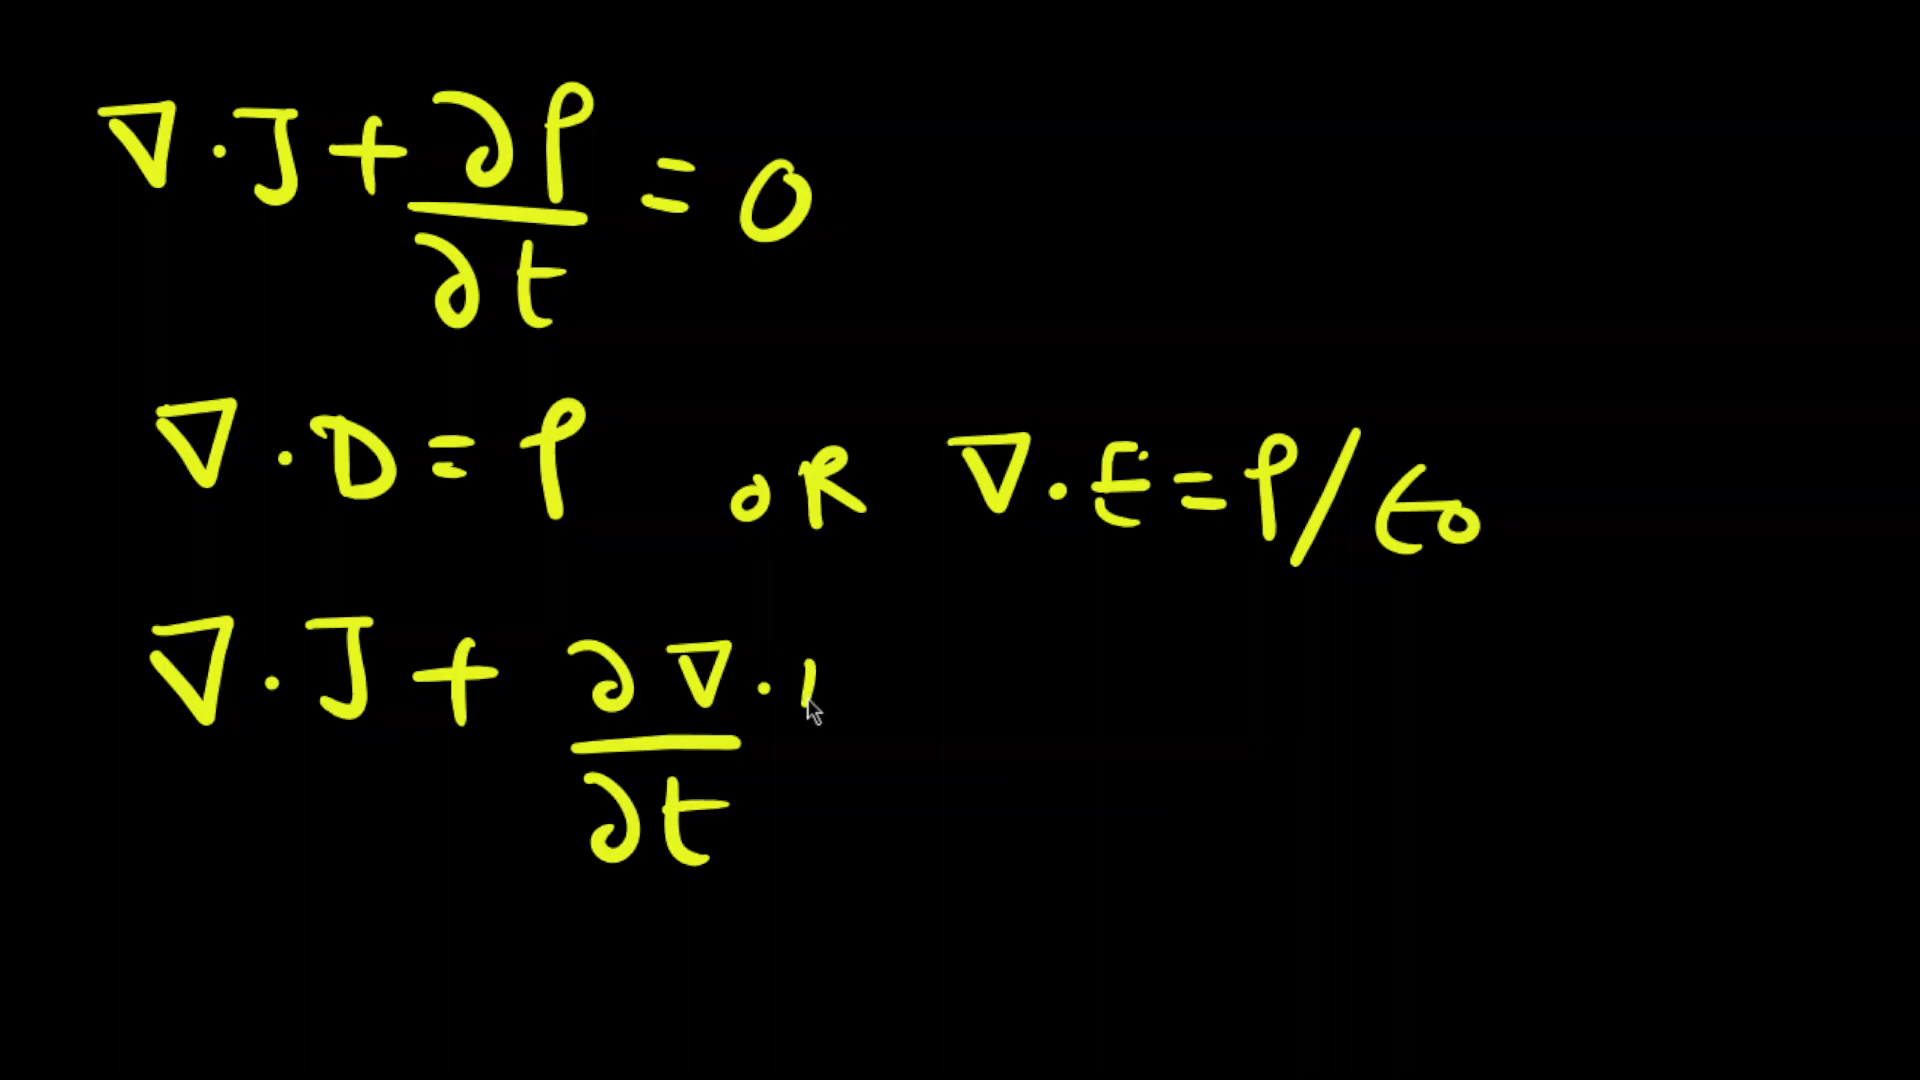 ∇·J + ∂ρ/∂t = 0
∇·D = ρ OR ∇·E = ρ/ε₀
∇·J + ∂∇·/∂t